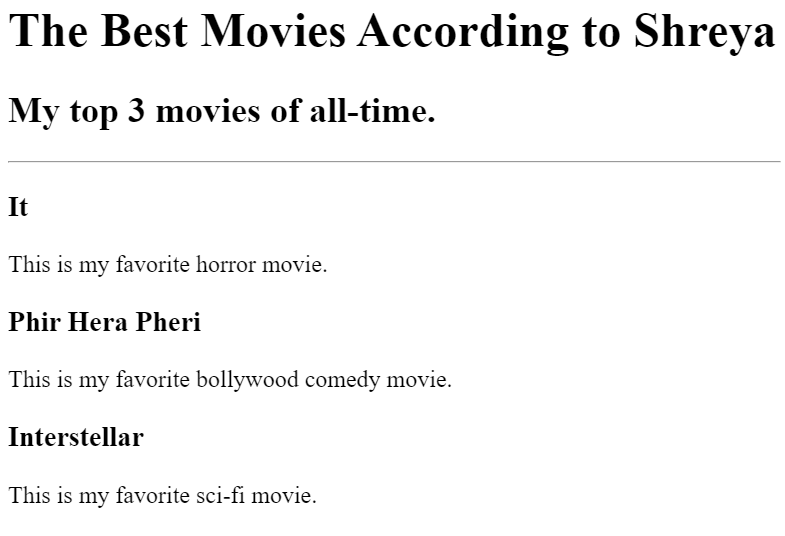 The Best Movies According to Shreya
My top 3 movies of all-time.
It
This is my favorite horror movie.
Phir Hera Pheri
This is my favorite bollywood comedy movie.
Interstellar
This is my favorite sci-fi movie.